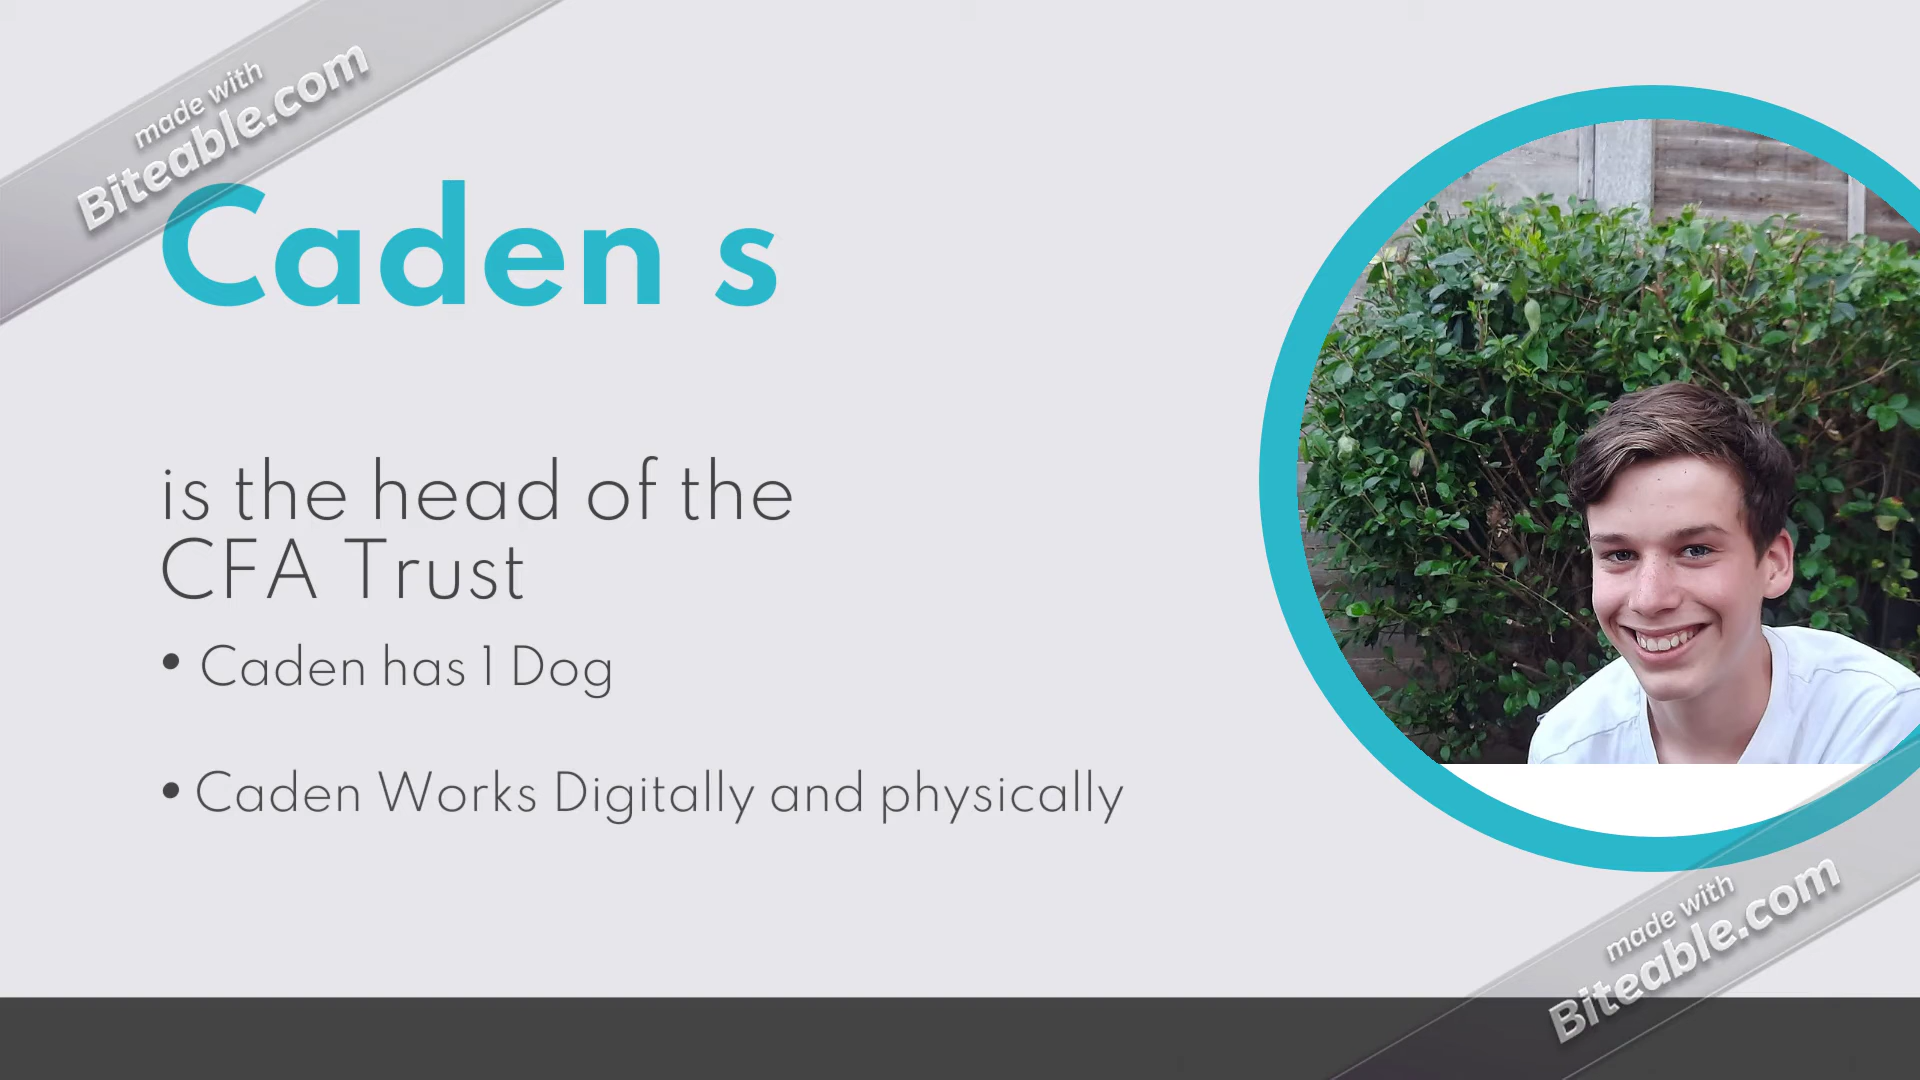 made with
Biteable.com
Caden s
is the head of the
CFA Trust
• Caden has 1 Dog
• Caden Works Digitally and physically
made with
Biteable.com